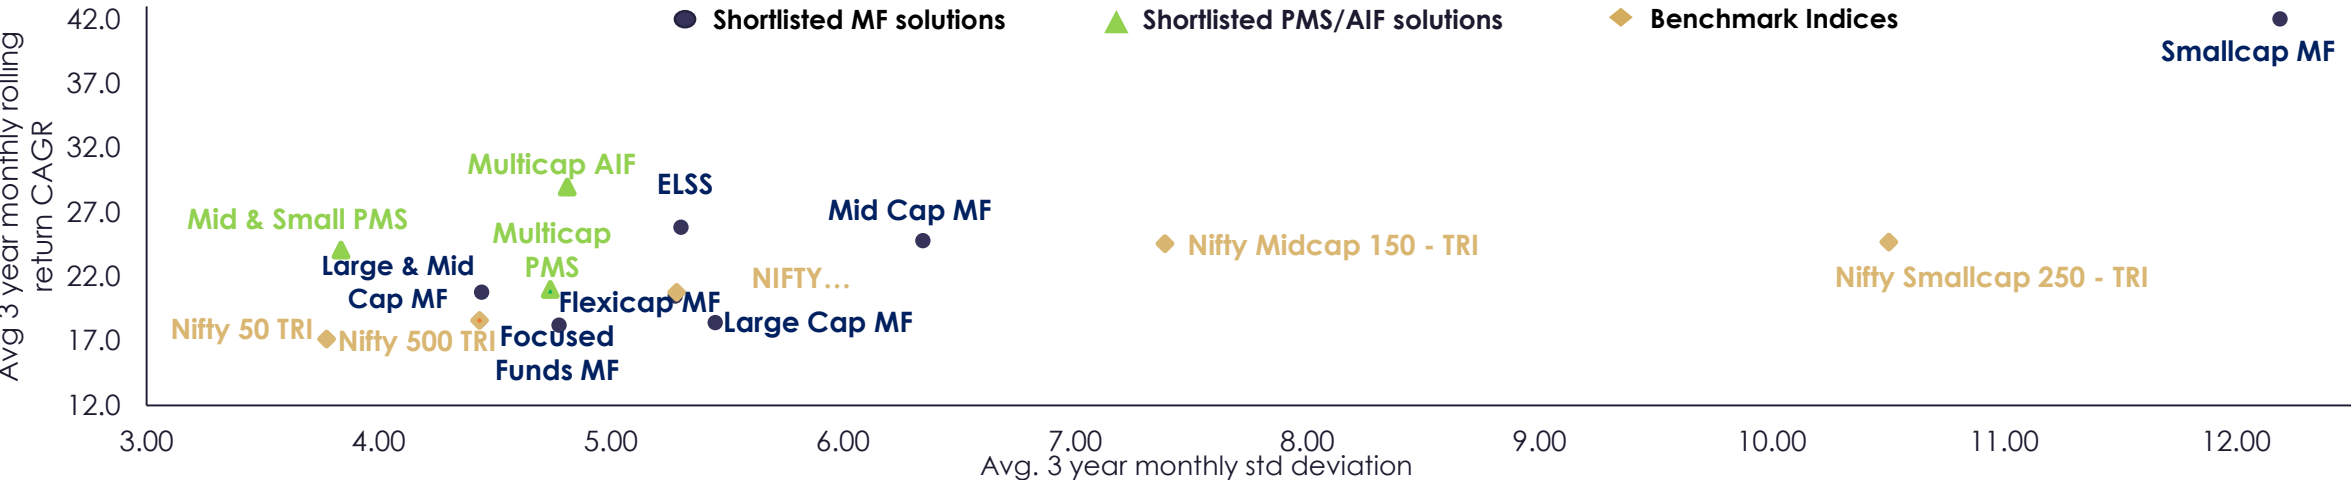 42.0
37.0
32.0
27.0
22.0
17.0
12.0
Avg 3 year monthly rolling
return CAGR
Shortlisted MF solutions
Shortlisted PMS/AIF solutions
Benchmark Indices
Smallcap MF
Multicap AIF
ELSS
Mid Cap MF
Mid & Small PMS
Multicap
PMS
Nifty Midcap 150 - TRI
Large & Mid
Cap MF
NIFTY...
Nifty Smallcap 250 - TRI
Flexicap MF
Large Cap MF
Nifty 50 TRI
Nifty 500 TRI
Focused
Funds MF
3.00
4.00
5.00
6.00
7.00
8.00
9.00
10.00
11.00
12.00
Avg. 3 year monthly std deviation